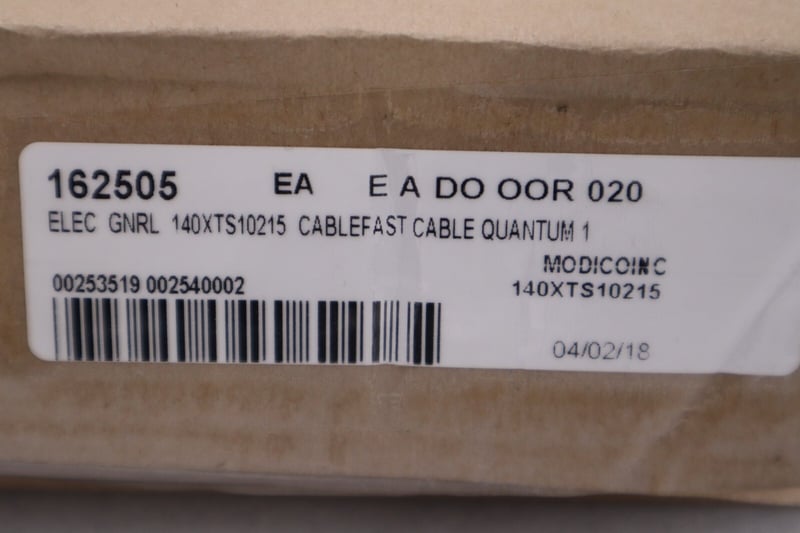 162505 EA E A DO OOR 020
ELEC GNRL 140XTS10215 CABLEFAST CABLE QUANTUM 1
MODICOINC
00253519 002540002 140XTS10215
04/02/18